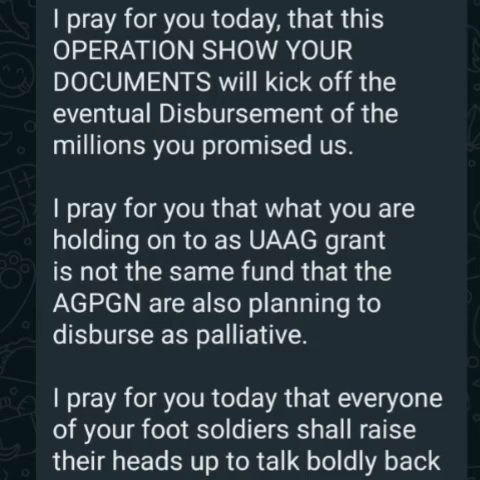 I pray for you today, that this
OPERATION SHOW YOUR
DOCUMENTS will kick off the
eventual Disbursement of the
millions you promised us.
I pray for you that what you are
holding on to as UAAG grant
is not the same fund that the
AGPGN are also planning to
disburse as palliative.
I pray for you today that everyone
of your foot soldiers shall raise
their heads up to talk boldly back